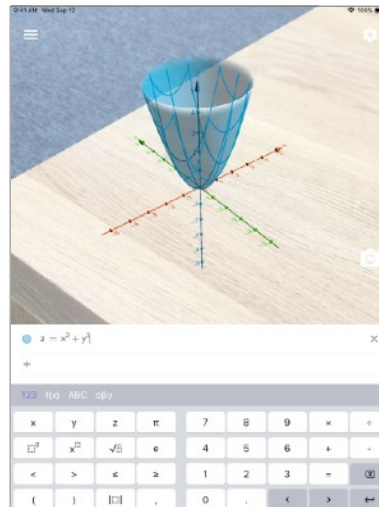 9:41 AM Wed Sep 12 100%
z = x² + y²
+
123 f(x) ABC αβγ
x y z π 7 8 9 × ÷
√ e 4 5 6 + -
< > ≤ ≥ 1 2 3 =
( ) , 0 . < >